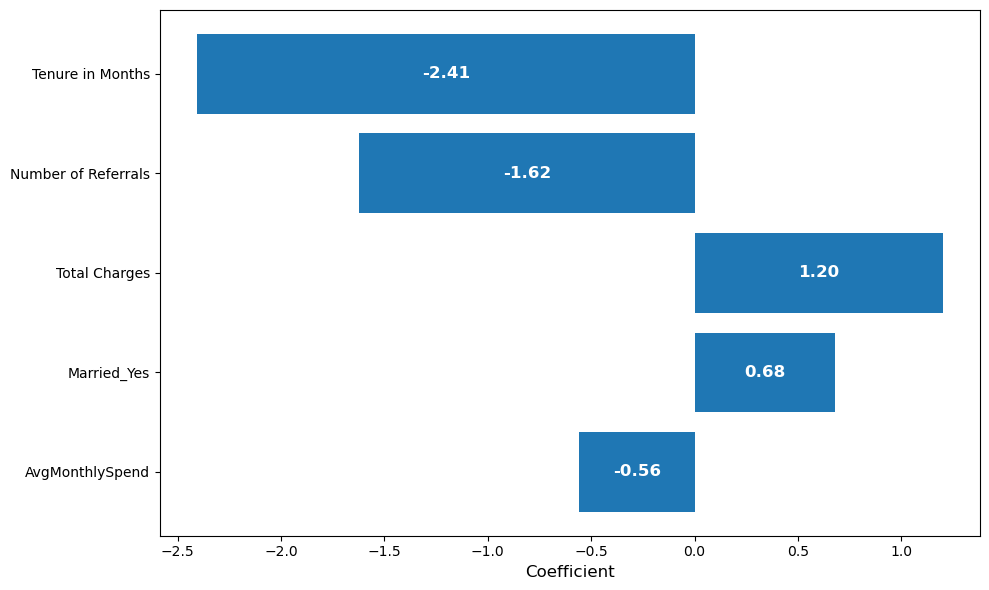 Tenure in Months
-2.41
Number of Referrals
-1.62
Total Charges
1.20
Married_Yes
0.68
AvgMonthlySpend
-0.56
−2.5 −2.0 −1.5 −1.0 −0.5 0.0 0.5 1.0
Coefficient